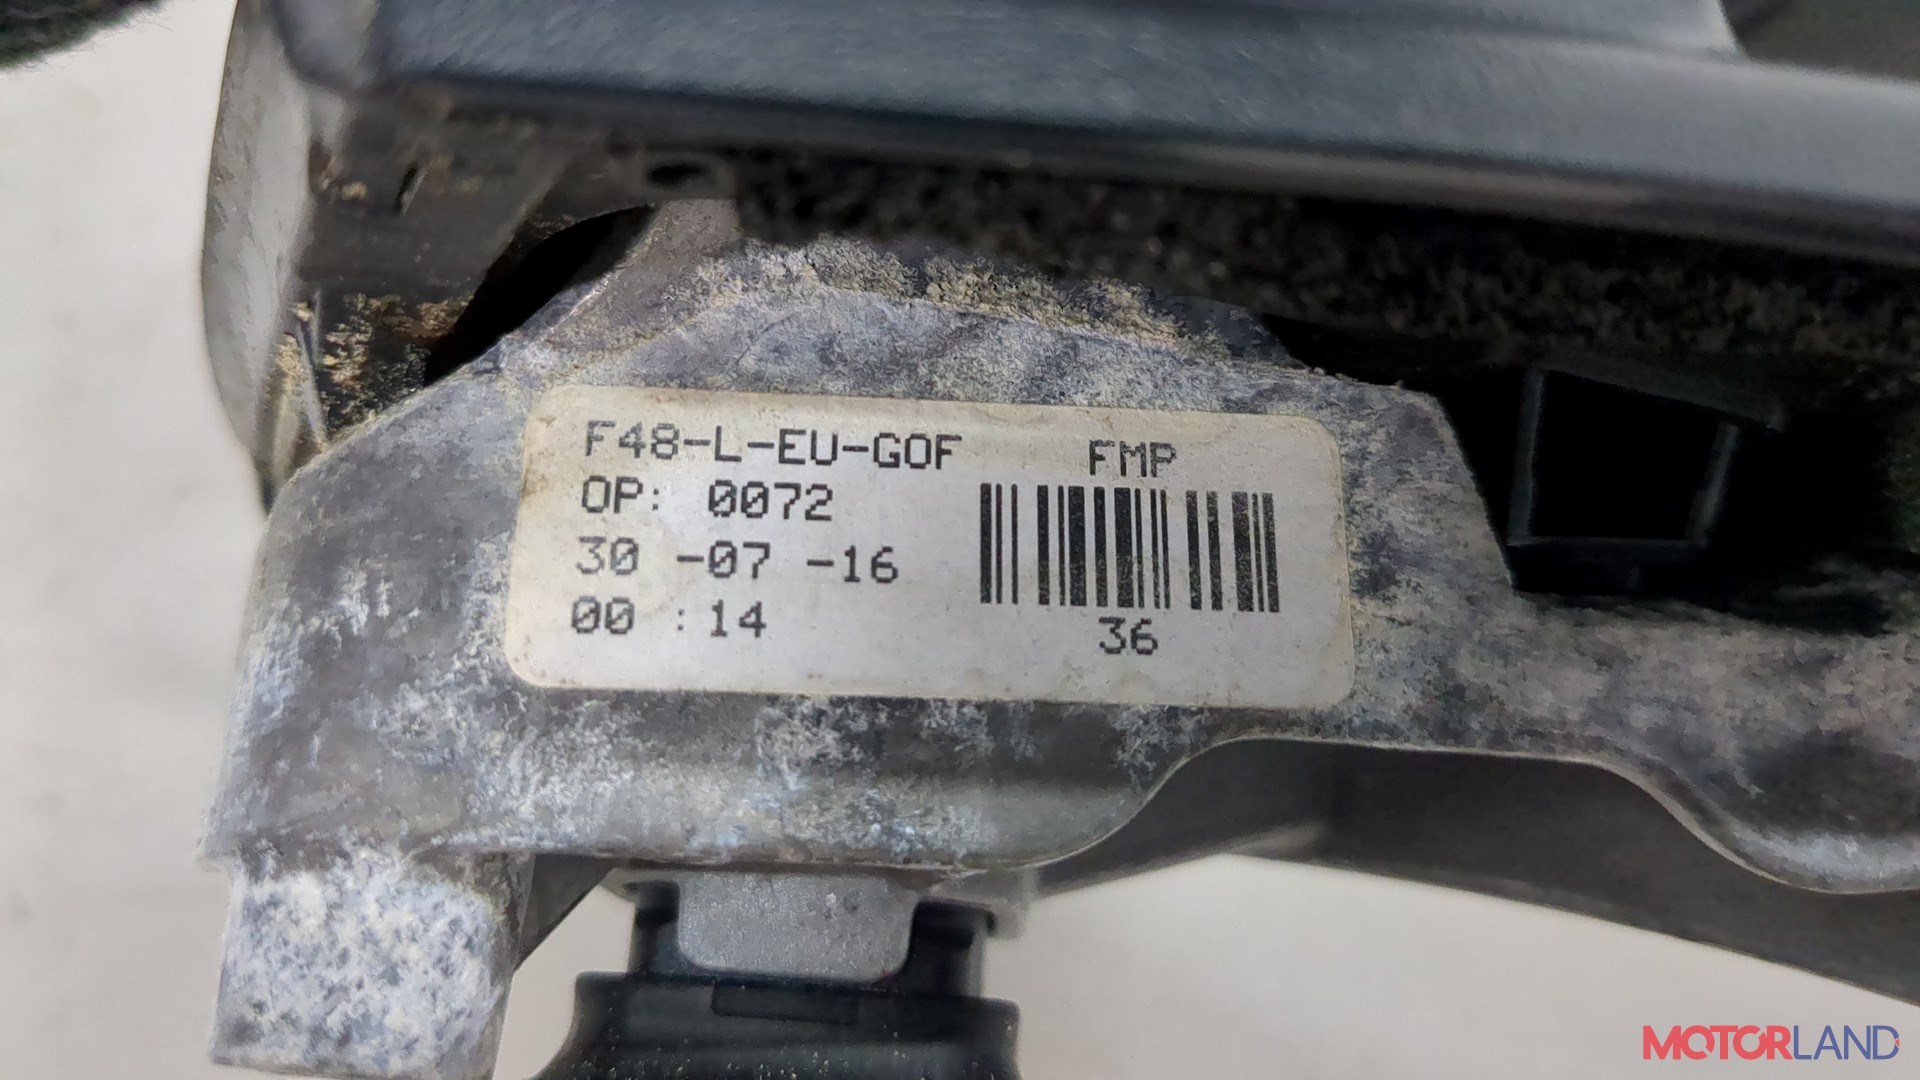 F48-L-EU-GOF
OP: 0072
30 -07 -16
00 :14
FMP
36
MOTORLAND